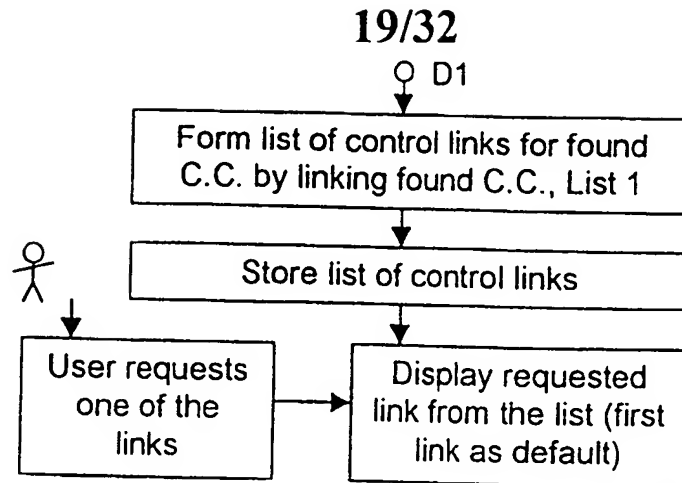 19/32
D1
Form list of control links for found
C.C. by linking found C.C., List 1
Store list of control links
User requests
one of the
links
Display requested
link from the list (first
link as default)